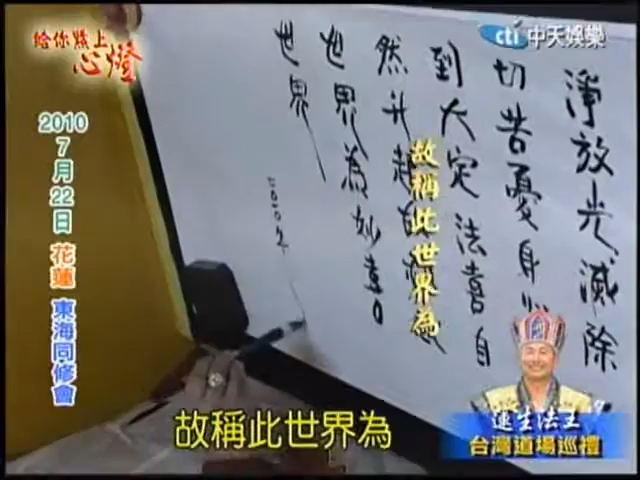 給你點上
心燈
cti 中天娛樂
2010
7
月
22
日
花蓮
東海同修會
淨放光滅除
切苦憂身心
到大定法喜自
世界為妙喜。
世界
故稱此世界為
故稱此世界為
蓮生法王
台灣道場巡禮